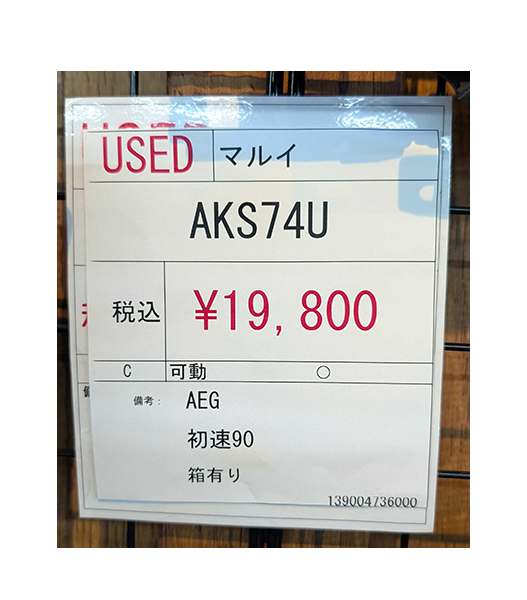 USED マルイ
AKS74U
税込 ¥19,800
C 可動 ○
備考: AEG
初速90
箱有り
139004736000